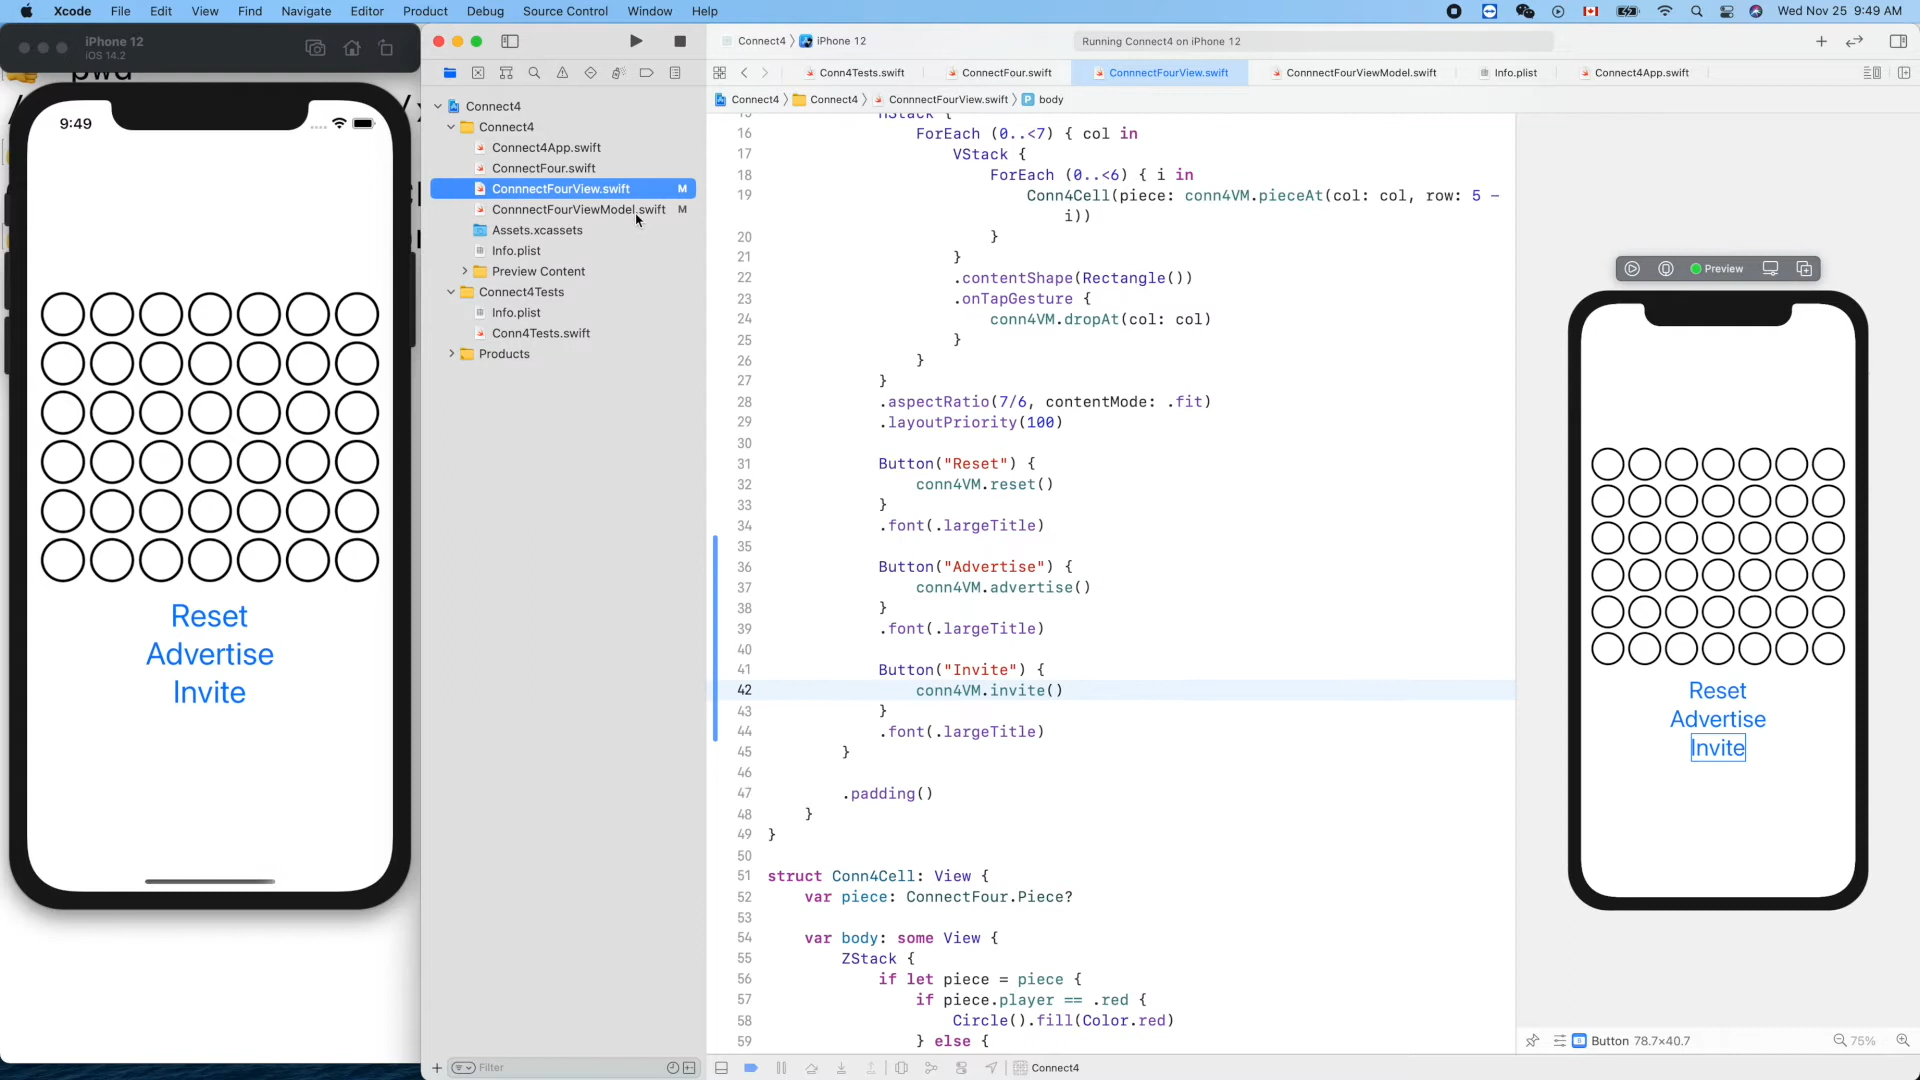 Xcode File Edit View Find Navigate Editor Product Debug Source Control Window Help
Wed Nov 25 9:49 AM
iPhone 12
iOS 14.2
pwd
9:49
Reset
Advertise
Invite
Connect4
Connect4
Connect4App.swift
ConnectFour.swift
ConnnectFourView.swift M
ConnnectFourViewModel.swift M
Assets.xcassets
Info.plist
Preview Content
Connect4Tests
Info.plist
Conn4Tests.swift
Products
Filter
Connect4 iPhone 12
Running Connect4 on iPhone 12
Conn4Tests.swift ConnectFour.swift ConnnectFourView.swift ConnnectFourViewModel.swift Info.plist Connect4App.swift
Connect4 Connect4 ConnnectFourView.swift P body
15 HStack {
16 ForEach (0..<7) { col in
17 VStack {
18 ForEach (0..<6) { i in
19 Conn4Cell(piece: conn4VM.pieceAt(col: col, row: 5 -
i))
20 }
21 }
22 .contentShape(Rectangle())
23 .onTapGesture {
24 conn4VM.dropAt(col: col)
25 }
26 }
27 }
28 .aspectRatio(7/6, contentMode: .fit)
29 .layoutPriority(100)
30
31 Button("Reset") {
32 conn4VM.reset()
33 }
34 .font(.largeTitle)
35
36 Button("Advertise") {
37 conn4VM.advertise()
38 }
39 .font(.largeTitle)
40
41 Button("Invite") {
42 conn4VM.invite()
43 }
44 .font(.largeTitle)
45 }
46
47 .padding()
48 }
49 }
50
51 struct Conn4Cell: View {
52 var piece: ConnectFour.Piece?
53
54 var body: some View {
55 ZStack {
56 if let piece = piece {
57 if piece.player == .red {
58 Circle().fill(Color.red)
59 } else {
Connect4
Preview
Reset
Advertise
Invite
Button 78.7×40.7
75%